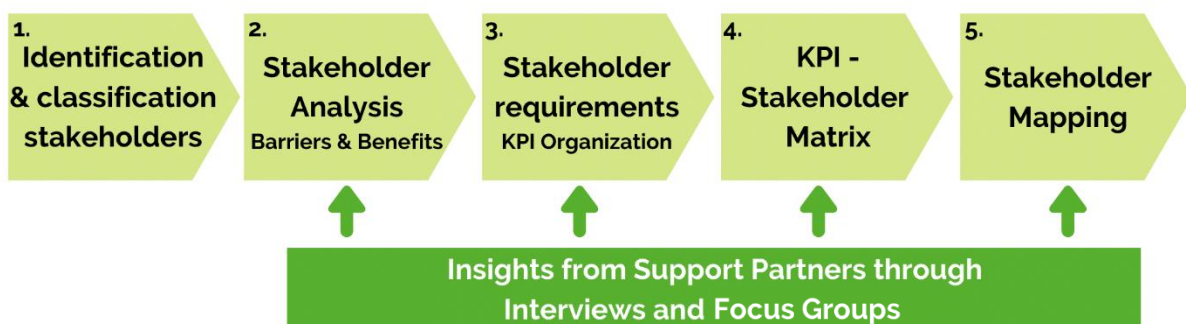 1.
Identification
& classification
stakeholders
2.
Stakeholder
Analysis
Barriers & Benefits
3.
Stakeholder
requirements
KPI Organization
4.
KPI -
Stakeholder
Matrix
5.
Stakeholder
Mapping
Insights from Support Partners through
Interviews and Focus Groups